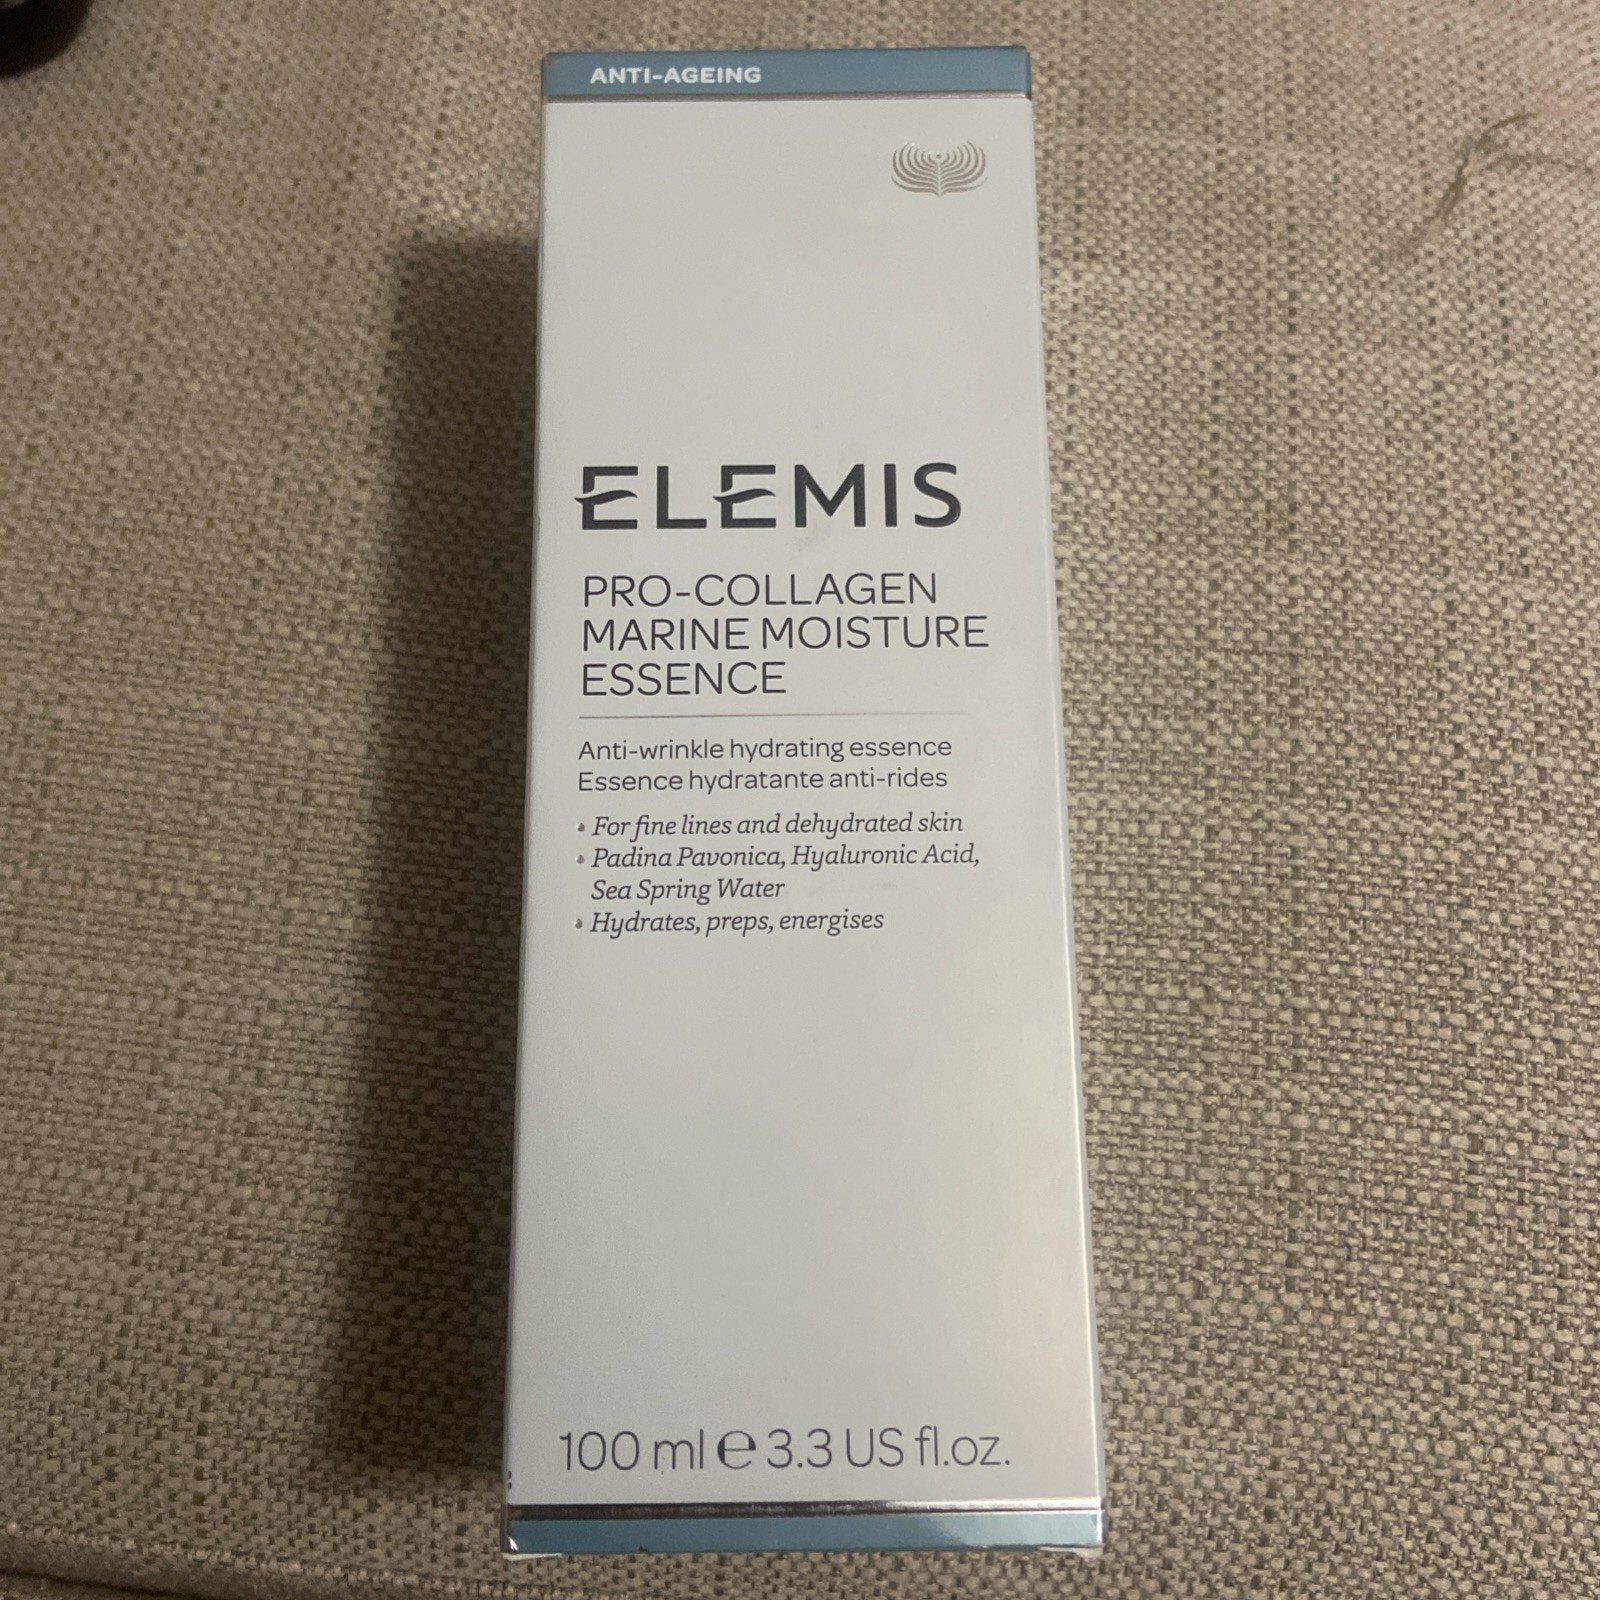 ANTI-AGEING
ELEMIS
PRO-COLLAGEN
MARINE MOISTURE
ESSENCE
Anti-wrinkle hydrating essence
Essence hydratante anti-rides
• For fine lines and dehydrated skin
• Padina Pavonica, Hyaluronic Acid,
Sea Spring Water
• Hydrates, preps, energises
100 ml ℮ 3.3 US fl.oz.